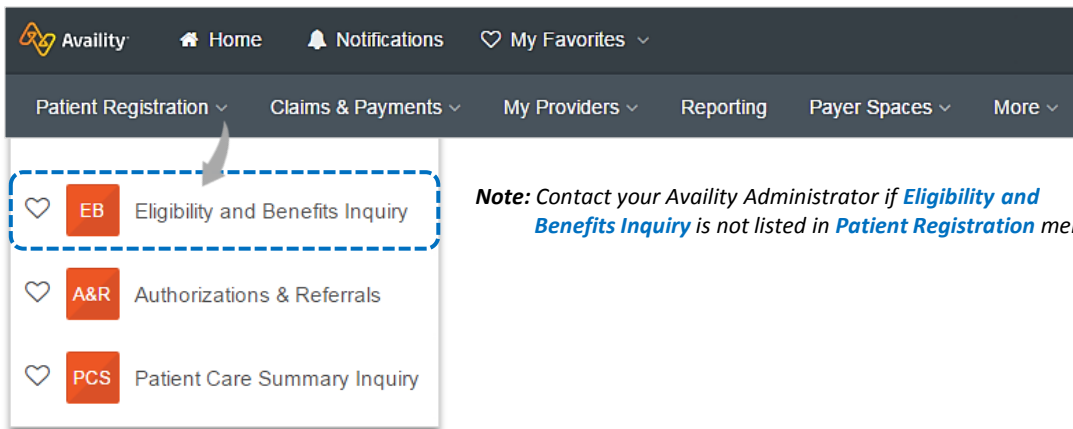 Availity Home Notifications My Favorites
Patient Registration Claims & Payments My Providers Reporting Payer Spaces More
EB Eligibility and Benefits Inquiry
Note: Contact your Availity Administrator if Eligibility and
Benefits Inquiry is not listed in Patient Registration
A&R Authorizations & Referrals
PCS Patient Care Summary Inquiry